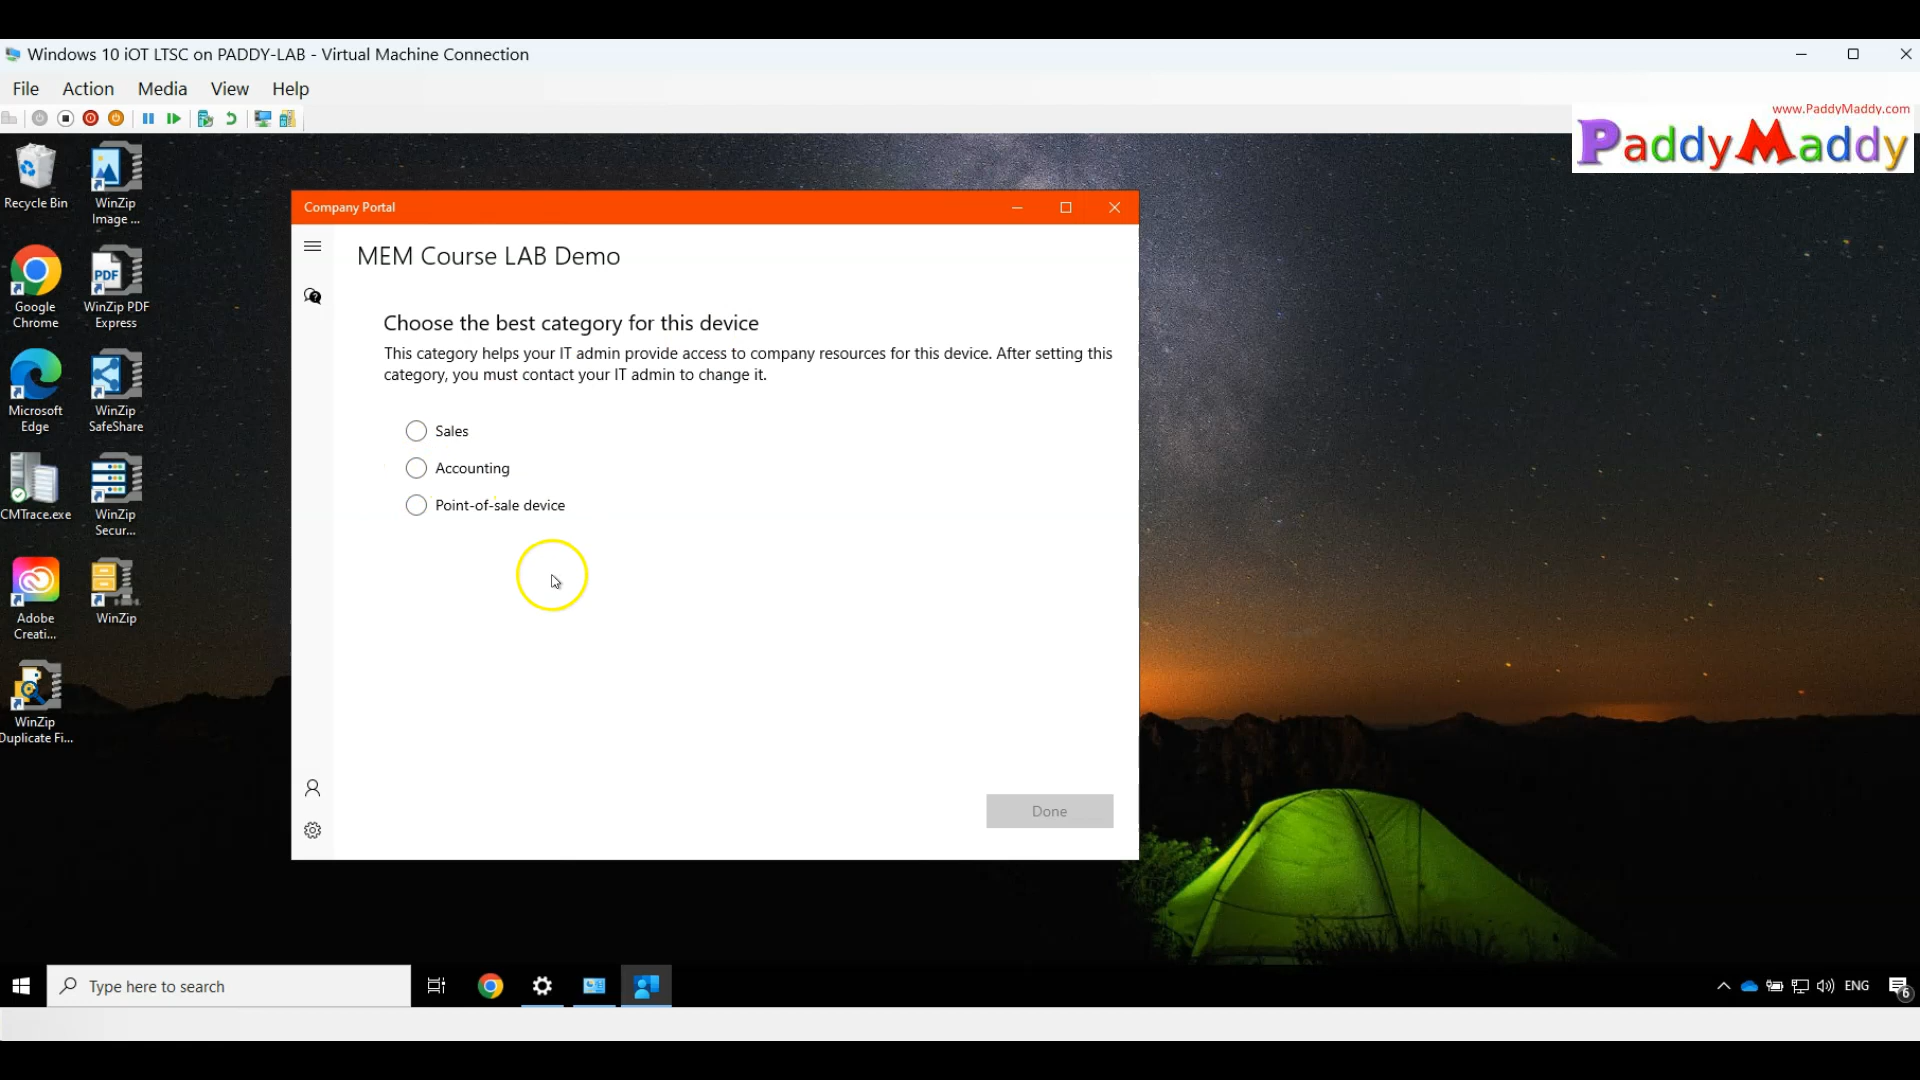 Windows 10 iOT LTSC on PADDY-LAB - Virtual Machine Connection
File Action Media View Help
www.PaddyMaddy.com
PaddyMaddy
Recycle Bin
WinZip
Image ...
Google
Chrome
PDF
WinZip PDF
Express
Microsoft
Edge
WinZip
SafeShare
CMTrace.exe
WinZip
Secur...
Adobe
Creati...
WinZip
WinZip
Duplicate Fi...
Company Portal
MEM Course LAB Demo
Choose the best category for this device
This category helps your IT admin provide access to company resources for this device. After setting this
category, you must contact your IT admin to change it.
Sales
Accounting
Point-of-sale device
Done
Type here to search
ENG
6